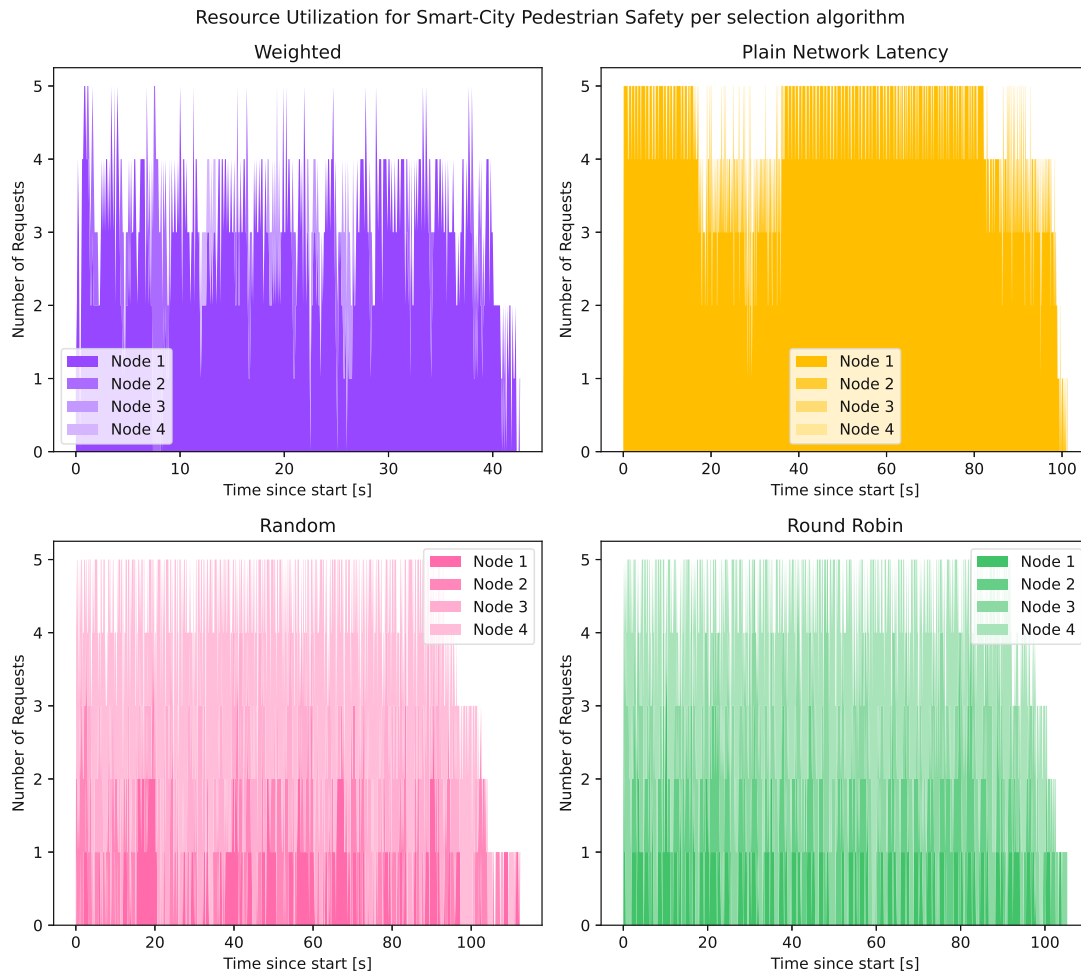 Resource Utilization for Smart-City Pedestrian Safety per selection algorithm
Weighted
Number of Requests
5
4
3
2
1
0
Node 1
Node 2
Node 3
Node 4
0 10 20 30 40
Time since start [s]
Plain Network Latency
Number of Requests
5
4
3
2
1
0
Node 1
Node 2
Node 3
Node 4
0 20 40 60 80 100
Time since start [s]
Random
Number of Requests
5
4
3
2
1
0
Node 1
Node 2
Node 3
Node 4
0 20 40 60 80 100
Time since start [s]
Round Robin
Number of Requests
5
4
3
2
1
0
Node 1
Node 2
Node 3
Node 4
0 20 40 60 80 100
Time since start [s]